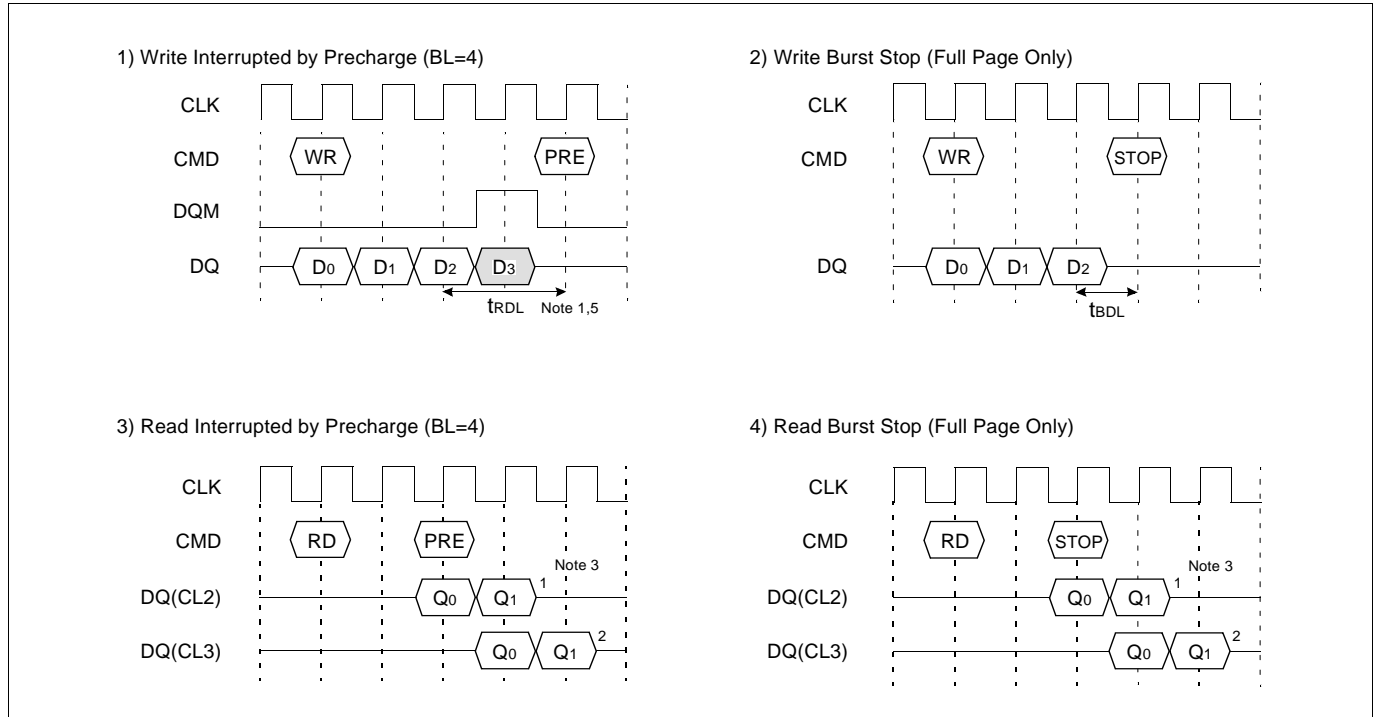 1) Write Interrupted by Precharge (BL=4)
CLK
CMD WR PRE
DQM
DQ D0 D1 D2 D3
tRDL Note 1,5
2) Write Burst Stop (Full Page Only)
CLK
CMD WR STOP
DQ D0 D1 D2
tBDL
3) Read Interrupted by Precharge (BL=4)
CLK
CMD RD PRE
Note 3
DQ(CL2) Q0 Q1 1
DQ(CL3) Q0 Q1 2
4) Read Burst Stop (Full Page Only)
CLK
CMD RD STOP
Note 3
DQ(CL2) Q0 Q1 1
DQ(CL3) Q0 Q1 2